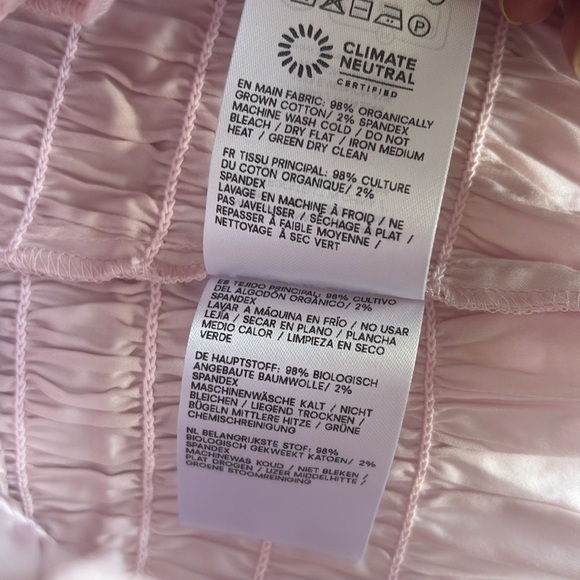 CLIMATE
NEUTRAL
CERTIFIED
EN MAIN FABRIC: 98% ORGANICALLY
GROWN COTTON/ 2% SPANDEX
MACHINE WASH COLD / DO NOT
BLEACH / DRY FLAT / IRON MEDIUM
HEAT / GREEN DRY CLEAN
FR TISSU PRINCIPAL: 98% CULTURE
DU COTON ORGANIQUE/ 2%
SPANDEX
LAVAGE EN MACHINE À FROID / NE
PAS JAVELLISER / SÉCHAGE À PLAT /
REPASSER À FAIBLE MOYENNE /
NETTOYAGE À SEC VERT
ES TEJIDO PRINCIPAL: 98% CULTIVO
DEL ALGODÓN ORGÁNICO/ 2%
SPANDEX
LAVAR A MÁQUINA EN FRÍO / NO USAR
LEJÍA / SECAR EN PLANO / PLANCHA
MEDIO CALOR / LIMPIEZA EN SECO
VERDE
DE HAUPTSTOFF: 98% BIOLOGISCH
ANGEBAUTE BAUMWOLLE/ 2%
SPANDEX
MASCHINENWÄSCHE KALT / NICHT
BLEICHEN / LIEGEND TROCKNEN /
BÜGELN MITTLERE HITZE / GRÜNE
CHEMISCHREINIGUNG
NL BELANGRIJKSTE STOF: 98%
BIOLOGISCH GEKWEEKT KATOEN/ 2%
SPANDEX
MACHINEWAS KOUD / NIET BLEKEN /
PLAT DROGEN / IJZER MIDDELHITTE /
GROENE STOOMREINIGING